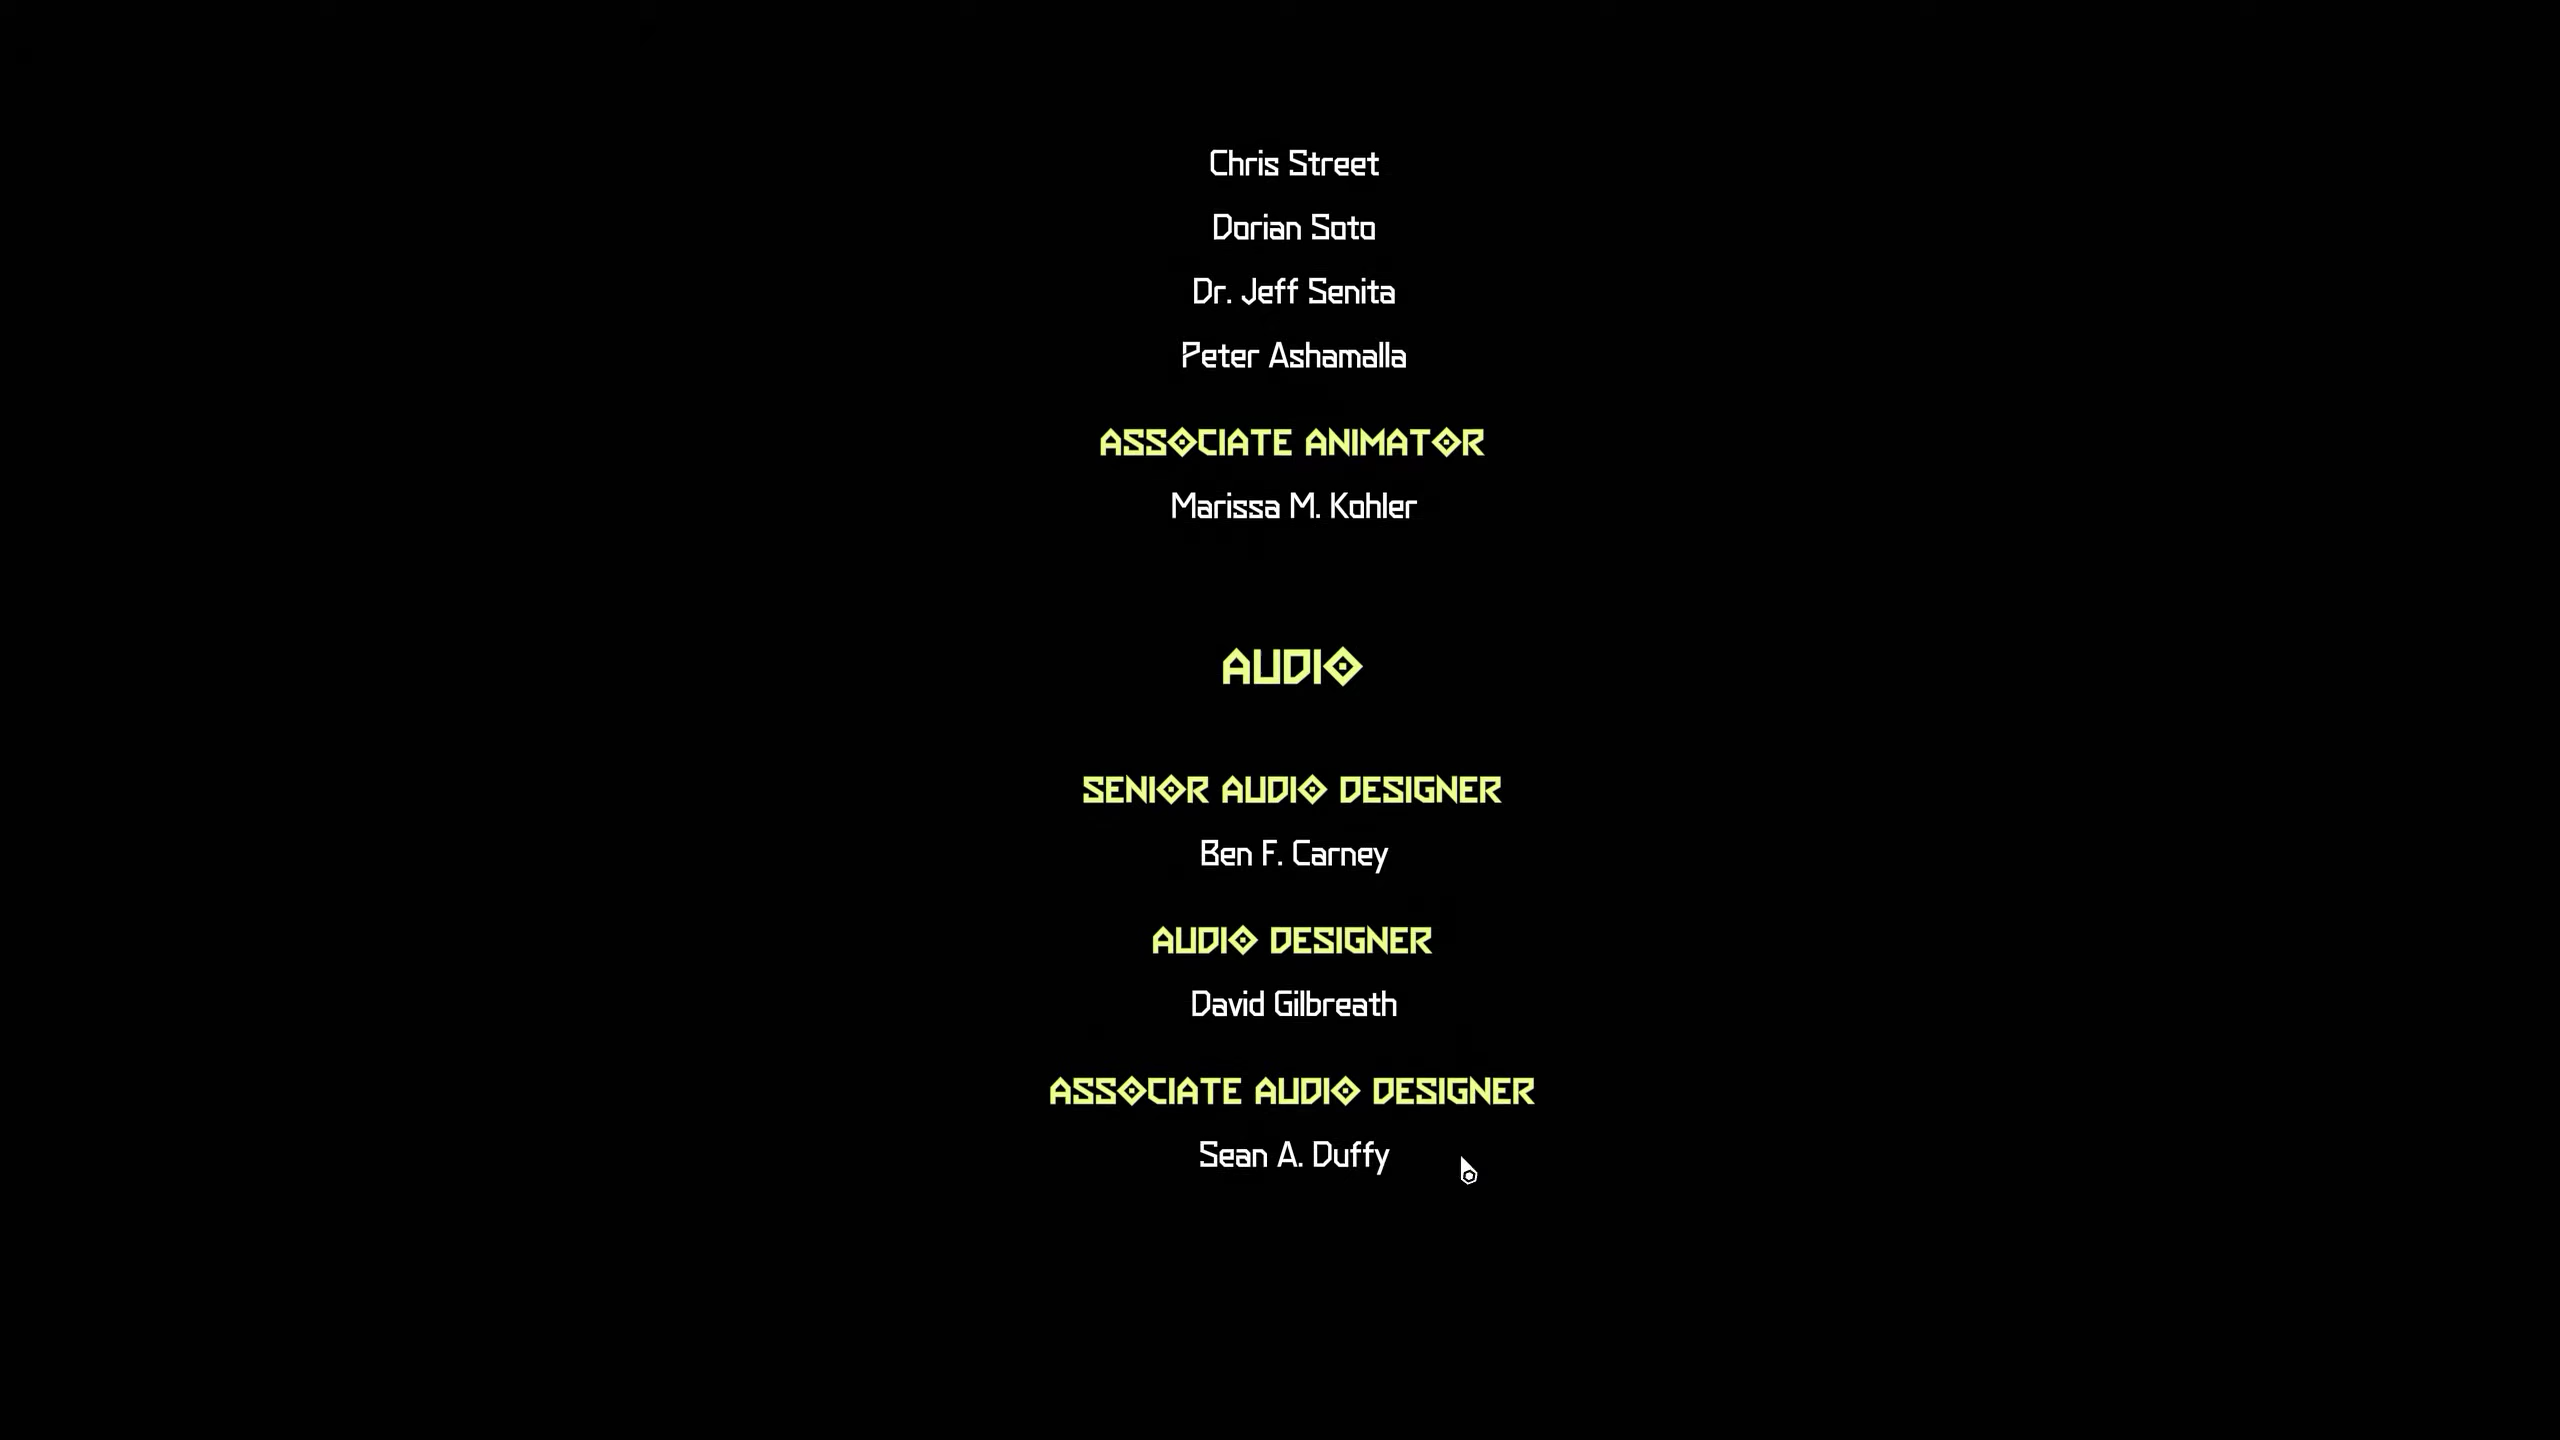 Chris Street
Dorian Soto
Dr. Jeff Senita
Peter Ashamalla
ASSOCIATE ANIMATOR
Marissa M. Kohler
AUDIO
SENIOR AUDIO DESIGNER
Ben F. Carney
AUDIO DESIGNER
David Gilbreath
ASSOCIATE AUDIO DESIGNER
Sean A. Duffy